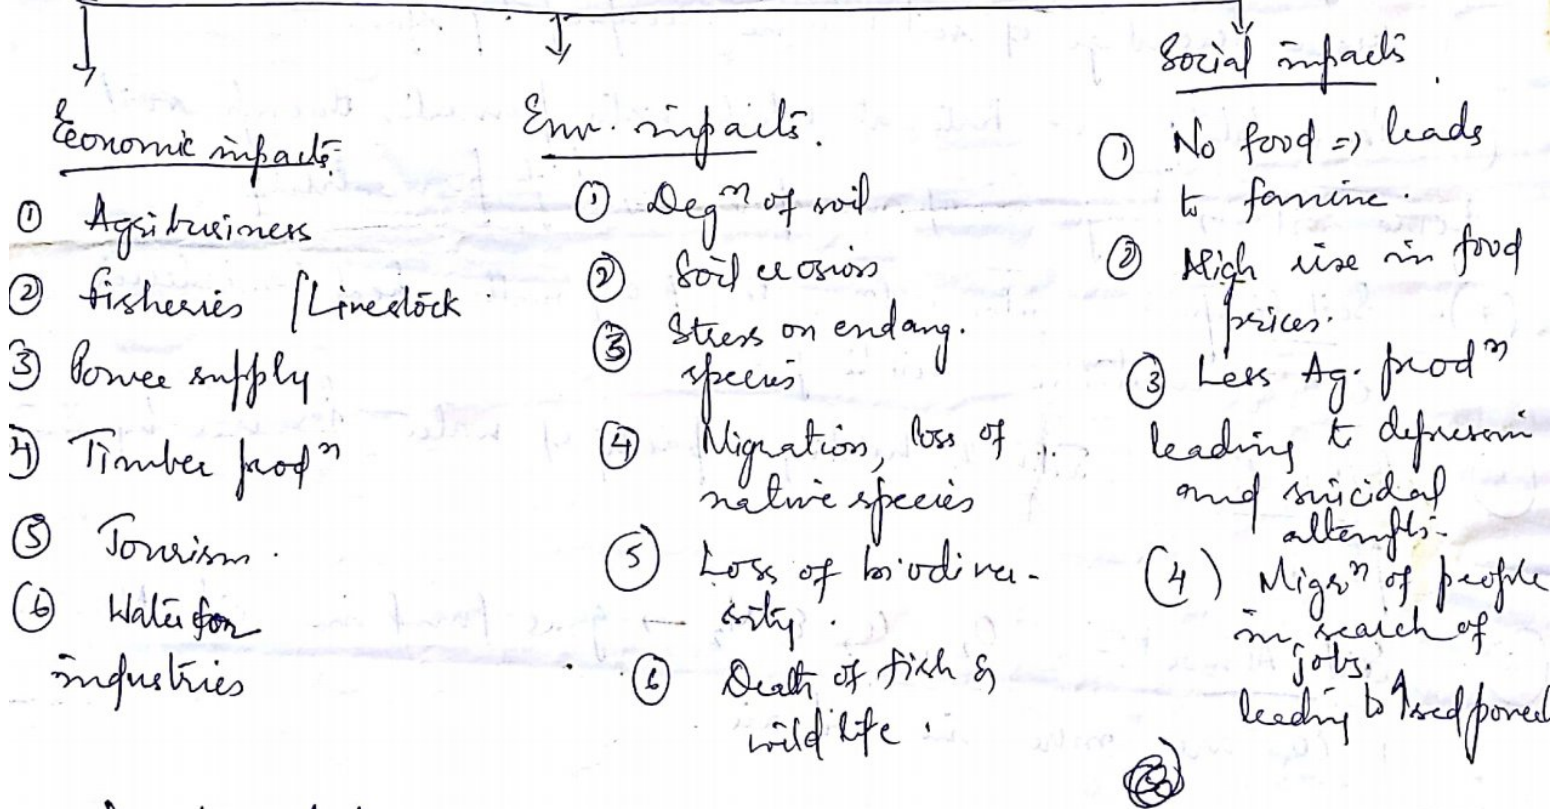 Economic impacts.
① Agribusiness
② fisheries / Livestock
③ Power supply
④ Timber prodⁿ
⑤ Tourism.
⑥ Water for
industries
Env. impacts.
① Degⁿ of soil
② Soil erosion
③ Stress on endang.
species
④ Migration, loss of
native species
⑤ Loss of biodiver-
sity.
⑥ Death of fish &
wild life.
Social impacts
① No food => leads
to famine.
② High rise in food
prices.
③ Less Ag. prodⁿ
leading to depression
and suicidal
attempts.
④ Migrⁿ of people
in search of
jobs.
leading to ↑sed